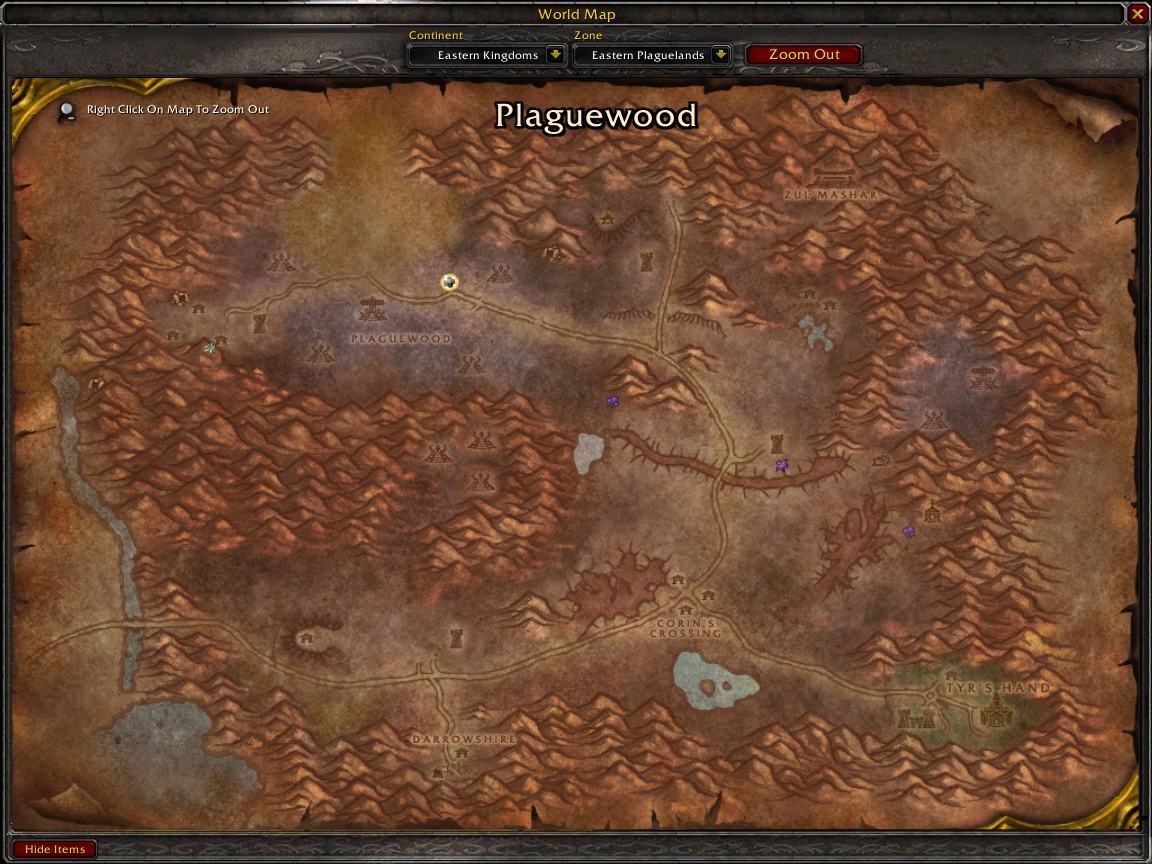 World Map
Continent
Zone
Eastern Kingdoms
Eastern Plaguelands
Zoom Out
Right Click On Map To Zoom Out
Plaguewood
ZUL'MASHAR
PLAGUEWOOD
CORIN'S
CROSSING
TYR'S HAND
DARROWSHIRE
Hide Items